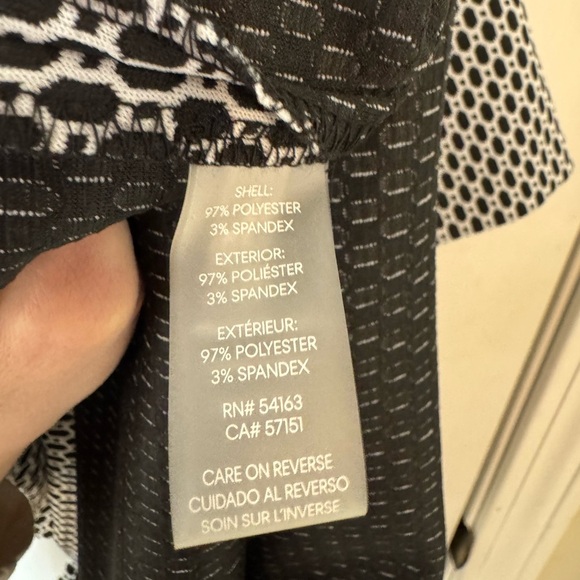 SHELL:
97% POLYESTER
3% SPANDEX
EXTERIOR:
97% POLIÉSTER
3% SPANDEX
EXTÉRIEUR:
97% POLYESTER
3% SPANDEX
RN# 54163
CA# 57151
CARE ON REVERSE
CUIDADO AL REVERSO
SOIN SUR L'INVERSE